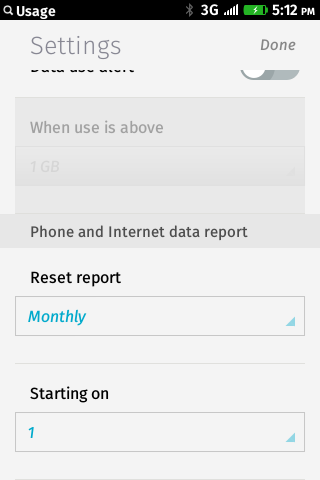 Usage 3G 5:12 PM
Settings Done
Data use alert
When use is above
1 GB
Phone and Internet data report
Reset report
Monthly
Starting on
1